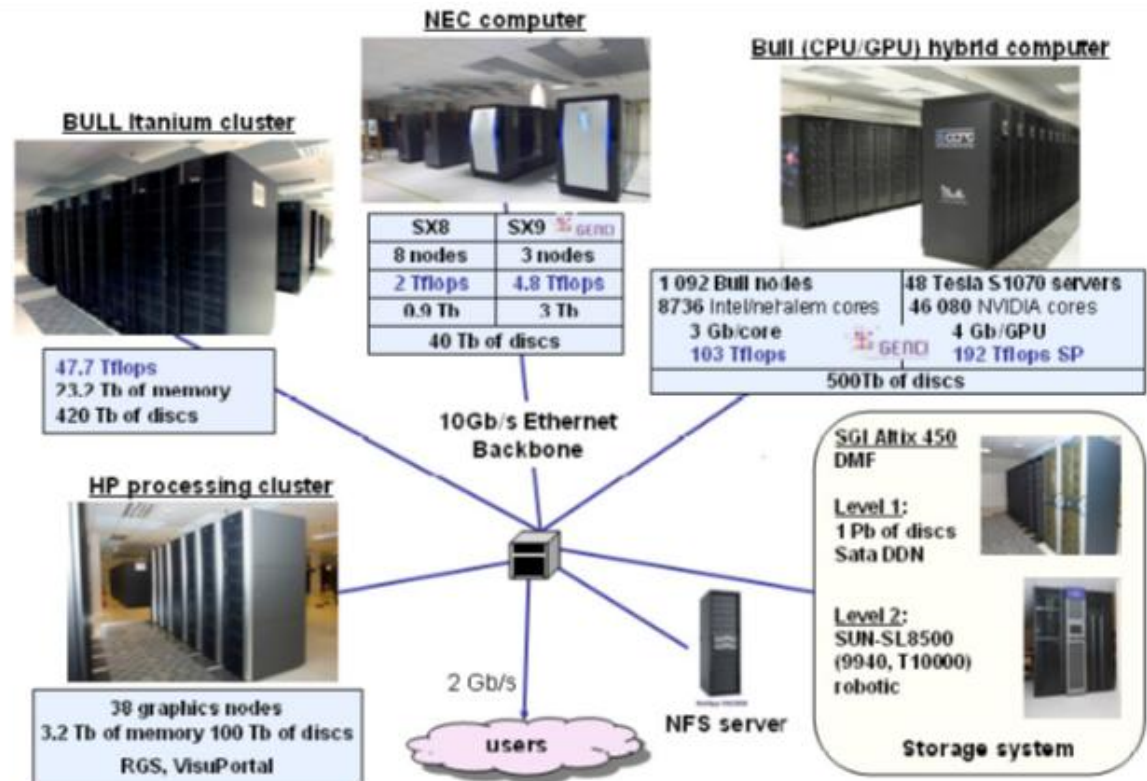 NEC computer
Bull (CPU/GPU) hybrid computer
BULL Itanium cluster
SX8
SX9 GENCI
8 nodes
3 nodes
2 Tflops
4.8 Tflops
0.9 Tb
3 Tb
40 Tb of discs
1 092 Bull nodes
8736 Intel/nehalem cores
3 Gb/core
103 Tflops
48 Tesla S1070 servers
46 080 NVIDIA cores
4 Gb/GPU
192 Tflops SP
GENCI
500Tb of discs
47.7 Tflops
23.2 Tb of memory
420 Tb of discs
10Gb/s Ethernet
Backbone
HP processing cluster
38 graphics nodes
3.2 Tb of memory 100 Tb of discs
RGS, VisuPortal
2 Gb/s
users
NFS server
SGI Altix 450
DMF
Level 1:
1 Pb of discs
Sata DDN
Level 2:
SUN-SL8500
(9940, T10000)
robotic
Storage system